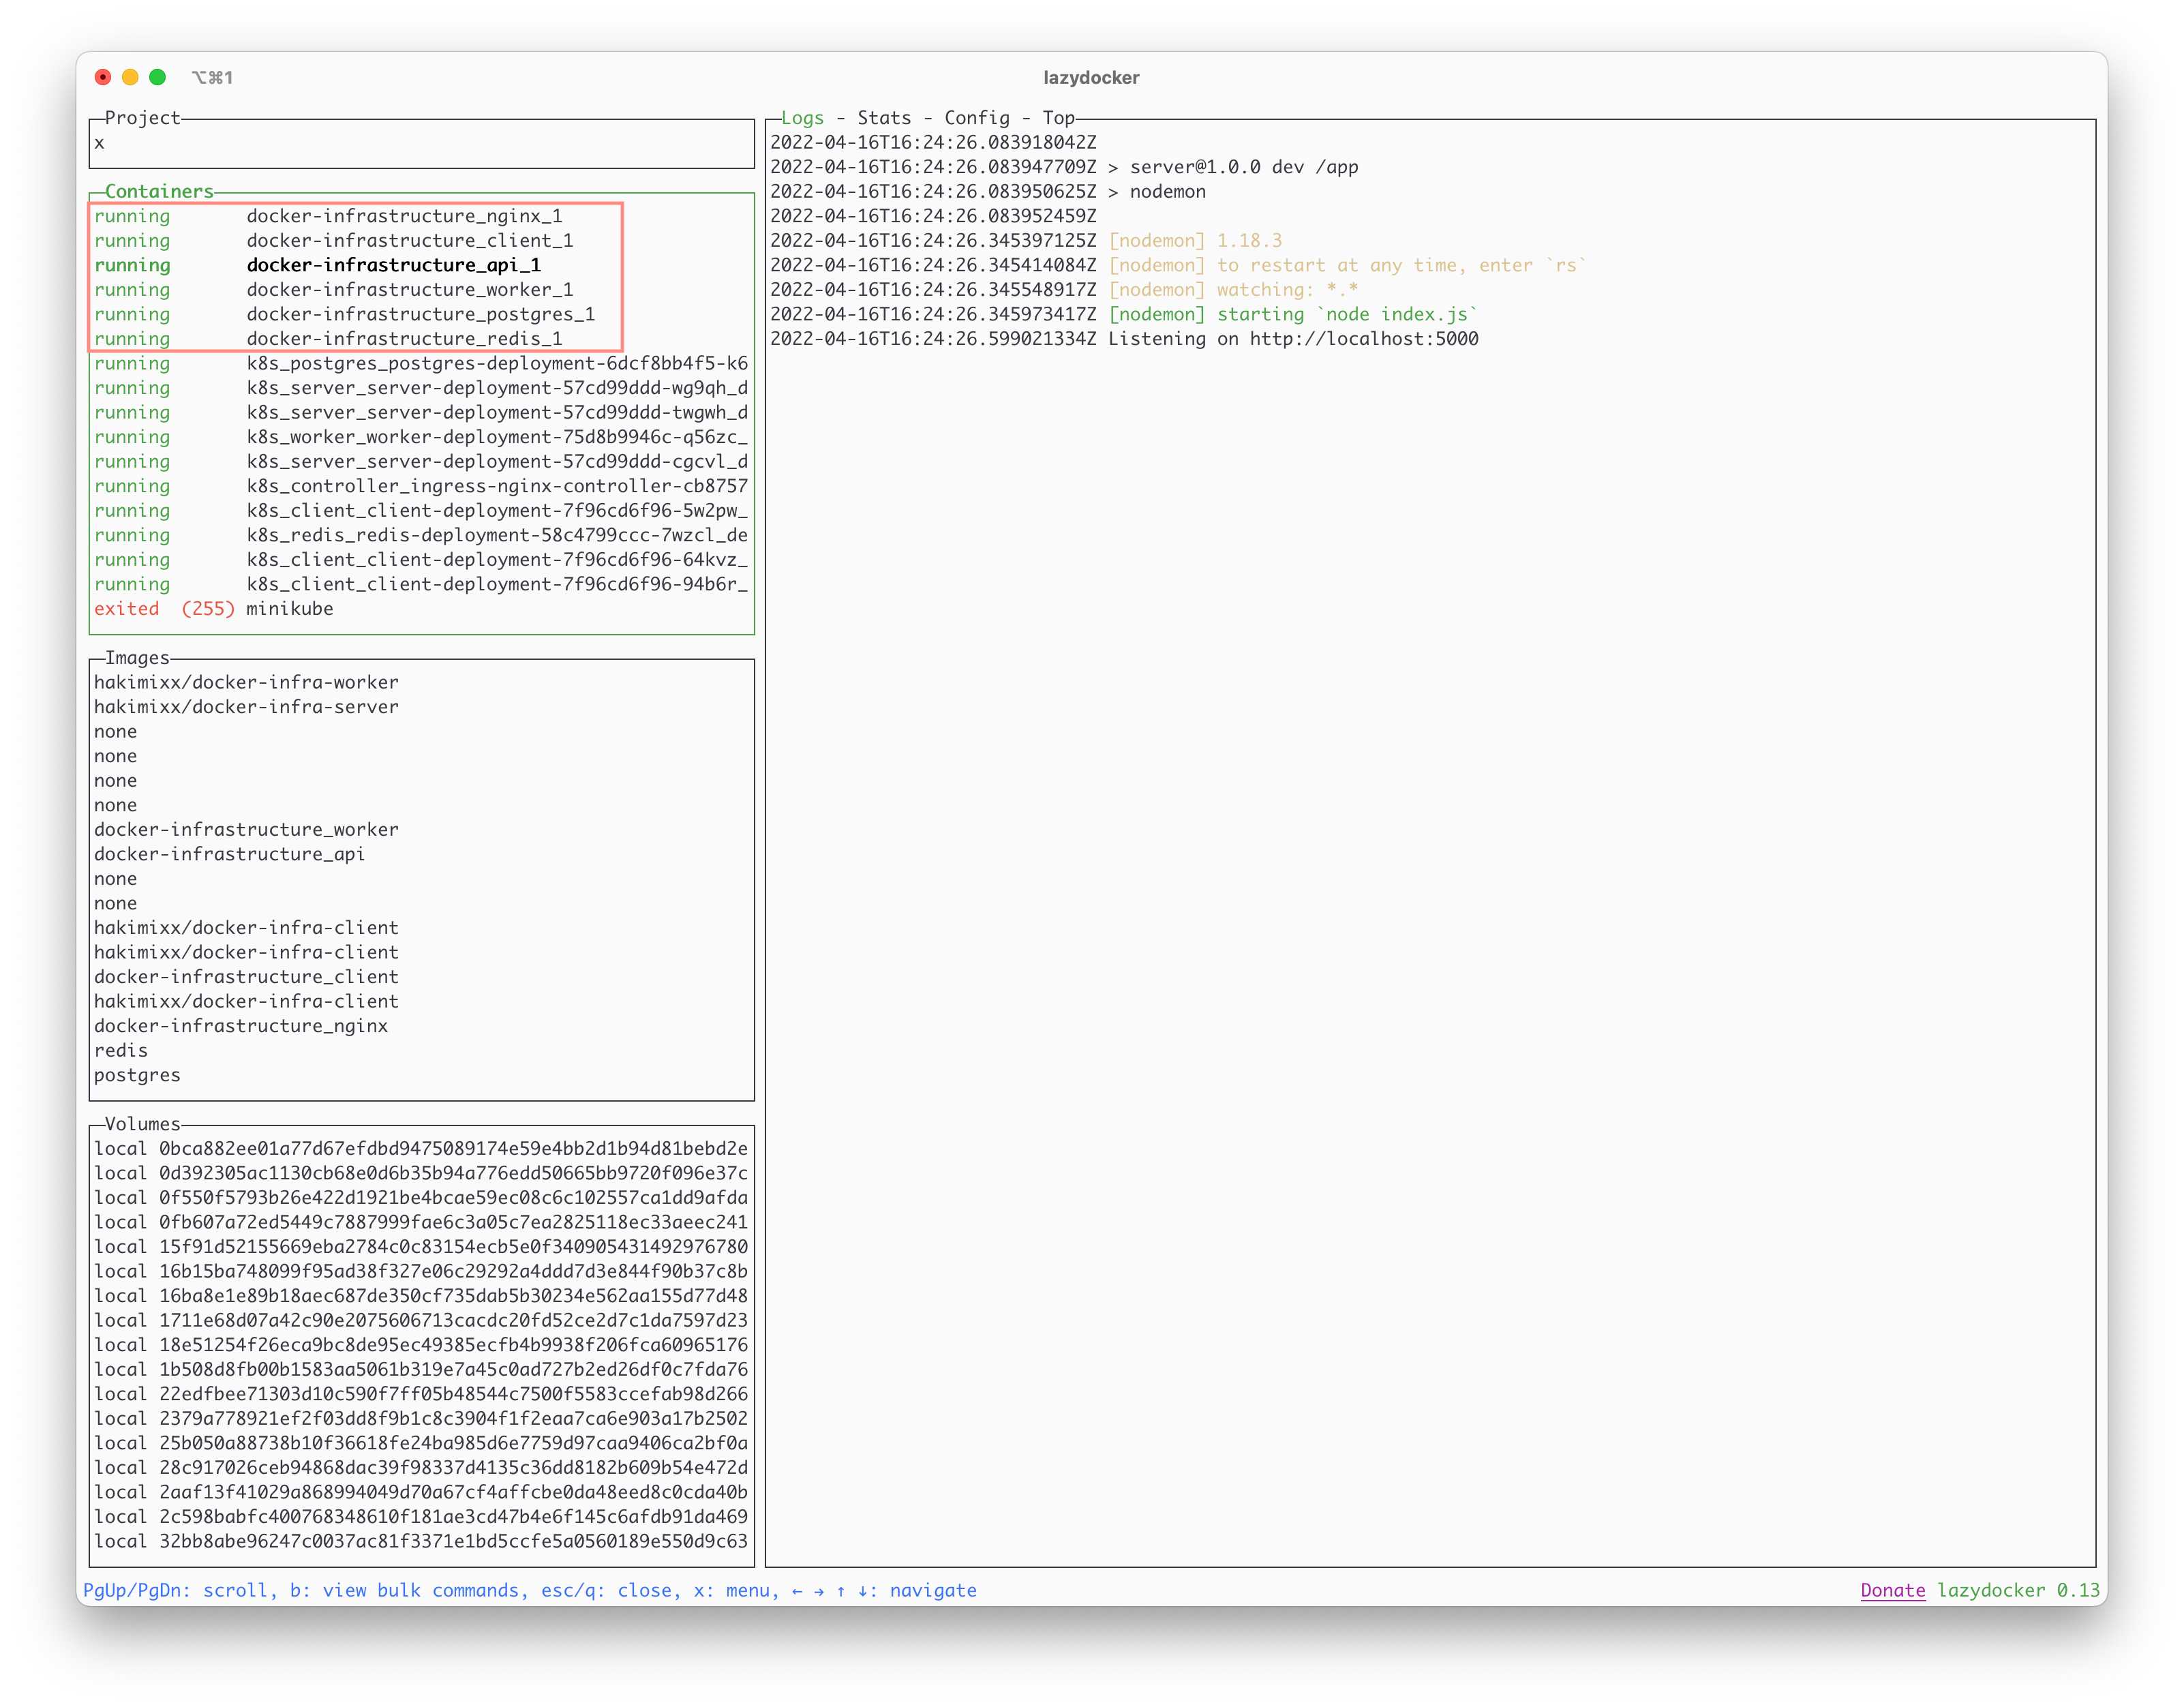 ⌥⌘1
lazydocker
Project
x
Containers
running docker-infrastructure_nginx_1
running docker-infrastructure_client_1
running docker-infrastructure_api_1
running docker-infrastructure_worker_1
running docker-infrastructure_postgres_1
running docker-infrastructure_redis_1
running k8s_postgres_postgres-deployment-6dcf8bb4f5-k6
running k8s_server_server-deployment-57cd99ddd-wg9qh_d
running k8s_server_server-deployment-57cd99ddd-twgwh_d
running k8s_worker_worker-deployment-75d8b9946c-q56zc_
running k8s_server_server-deployment-57cd99ddd-cgcvl_d
running k8s_controller_ingress-nginx-controller-cb8757
running k8s_client_client-deployment-7f96cd6f96-5w2pw_
running k8s_redis_redis-deployment-58c4799ccc-7wzcl_de
running k8s_client_client-deployment-7f96cd6f96-64kvz_
running k8s_client_client-deployment-7f96cd6f96-94b6r_
exited (255) minikube
Images
hakimixx/docker-infra-worker
hakimixx/docker-infra-server
none
none
none
none
docker-infrastructure_worker
docker-infrastructure_api
none
none
hakimixx/docker-infra-client
hakimixx/docker-infra-client
docker-infrastructure_client
hakimixx/docker-infra-client
docker-infrastructure_nginx
redis
postgres
Volumes
local 0bca882ee01a77d67efdbd9475089174e59e4bb2d1b94d81bebd2e
local 0d392305ac1130cb68e0d6b35b94a776edd50665bb9720f096e37c
local 0f550f5793b26e422d1921be4bcae59ec08c6c102557ca1dd9afda
local 0fb607a72ed5449c7887999fae6c3a05c7ea2825118ec33aeec241
local 15f91d52155669eba2784c0c83154ecb5e0f340905431492976780
local 16b15ba748099f95ad38f327e06c29292a4ddd7d3e844f90b37c8b
local 16ba8e1e89b18aec687de350cf735dab5b30234e562aa155d77d48
local 1711e68d07a42c90e2075606713cacdc20fd52ce2d7c1da7597d23
local 18e51254f26eca9bc8de95ec49385ecfb4b9938f206fca60965176
local 1b508d8fb00b1583aa5061b319e7a45c0ad727b2ed26df0c7fda76
local 22edfbee71303d10c590f7ff05b48544c7500f5583ccefab98d266
local 2379a778921ef2f03dd8f9b1c8c3904f1f2eaa7ca6e903a17b2502
local 25b050a88738b10f36618fe24ba985d6e7759d97caa9406ca2bf0a
local 28c917026ceb94868dac39f98337d4135c36dd8182b609b54e472d
local 2aaf13f41029a868994049d70a67cf4affcbe0da48eed8c0cda40b
local 2c598babfc400768348610f181ae3cd47b4e6f145c6afdb91da469
local 32bb8abe96247c0037ac81f3371e1bd5ccfe5a0560189e550d9c63
Logs - Stats - Config - Top
2022-04-16T16:24:26.083918042Z
2022-04-16T16:24:26.083947709Z > server@1.0.0 dev /app
2022-04-16T16:24:26.083950625Z > nodemon
2022-04-16T16:24:26.083952459Z
2022-04-16T16:24:26.345397125Z [nodemon] 1.18.3
2022-04-16T16:24:26.345414084Z [nodemon] to restart at any time, enter `rs`
2022-04-16T16:24:26.345548917Z [nodemon] watching: *.*
2022-04-16T16:24:26.345973417Z [nodemon] starting `node index.js`
2022-04-16T16:24:26.599021334Z Listening on http://localhost:5000
PgUp/PgDn: scroll, b: view bulk commands, esc/q: close, x: menu, ← → ↑ ↓: navigate
Donate lazydocker 0.13